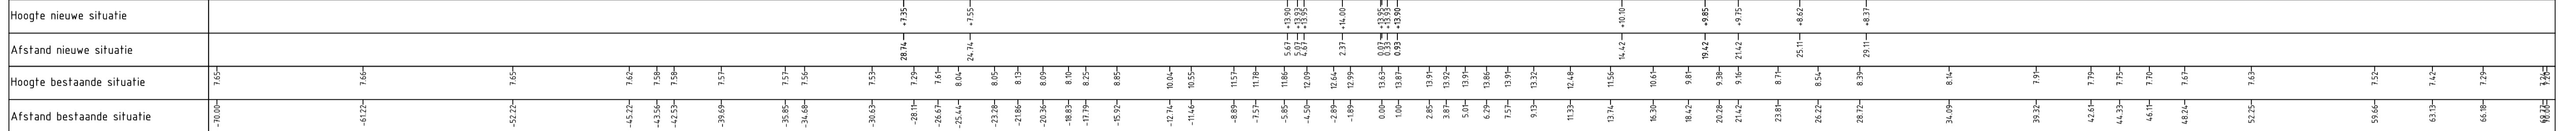 Hoogte nieuwe situatie +7.35 +7.55 +13.90 +13.93 +13.95 +14.00 +13.95 +13.93 +13.90 +10.10 +9.85 +9.75 +8.62 +8.37
Afstand nieuwe situatie 28.74 24.74 5.67 5.07 4.67 2.37 0.07 0.33 0.93 14.42 19.42 21.42 25.11 29.11
Hoogte bestaande situatie 7.65 7.66 7.65 7.62 7.58 7.58 7.57 7.57 7.56 7.53 7.29 7.61 8.04 8.05 8.13 8.09 8.10 8.25 8.85 10.04 10.55 11.57 11.78 11.86 12.09 12.64 12.99 13.63 13.87 13.91 13.92 13.91 13.86 13.91 13.32 12.48 11.56 10.61 9.81 9.38 9.16 8.71 8.54 8.39 8.14 7.91 7.79 7.75 7.70 7.67 7.63 7.52 7.42 7.29
Afstand bestaande situatie -70.00 -61.22 -52.22 -45.22 -43.56 -42.53 -39.69 -35.85 -34.68 -30.63 -28.11 -26.67 -25.44 -23.28 -21.86 -20.36 -18.83 -17.79 -15.92 -12.74 -11.46 -8.89 -7.57 -5.85 -4.50 -2.89 -1.89 0.00 1.00 2.85 3.87 5.01 6.29 7.57 9.13 11.33 13.74 16.30 18.42 20.28 21.42 23.81 26.22 28.72 34.09 39.32 42.61 44.33 46.11 48.24 52.25 59.66 63.13 66.18 70.00